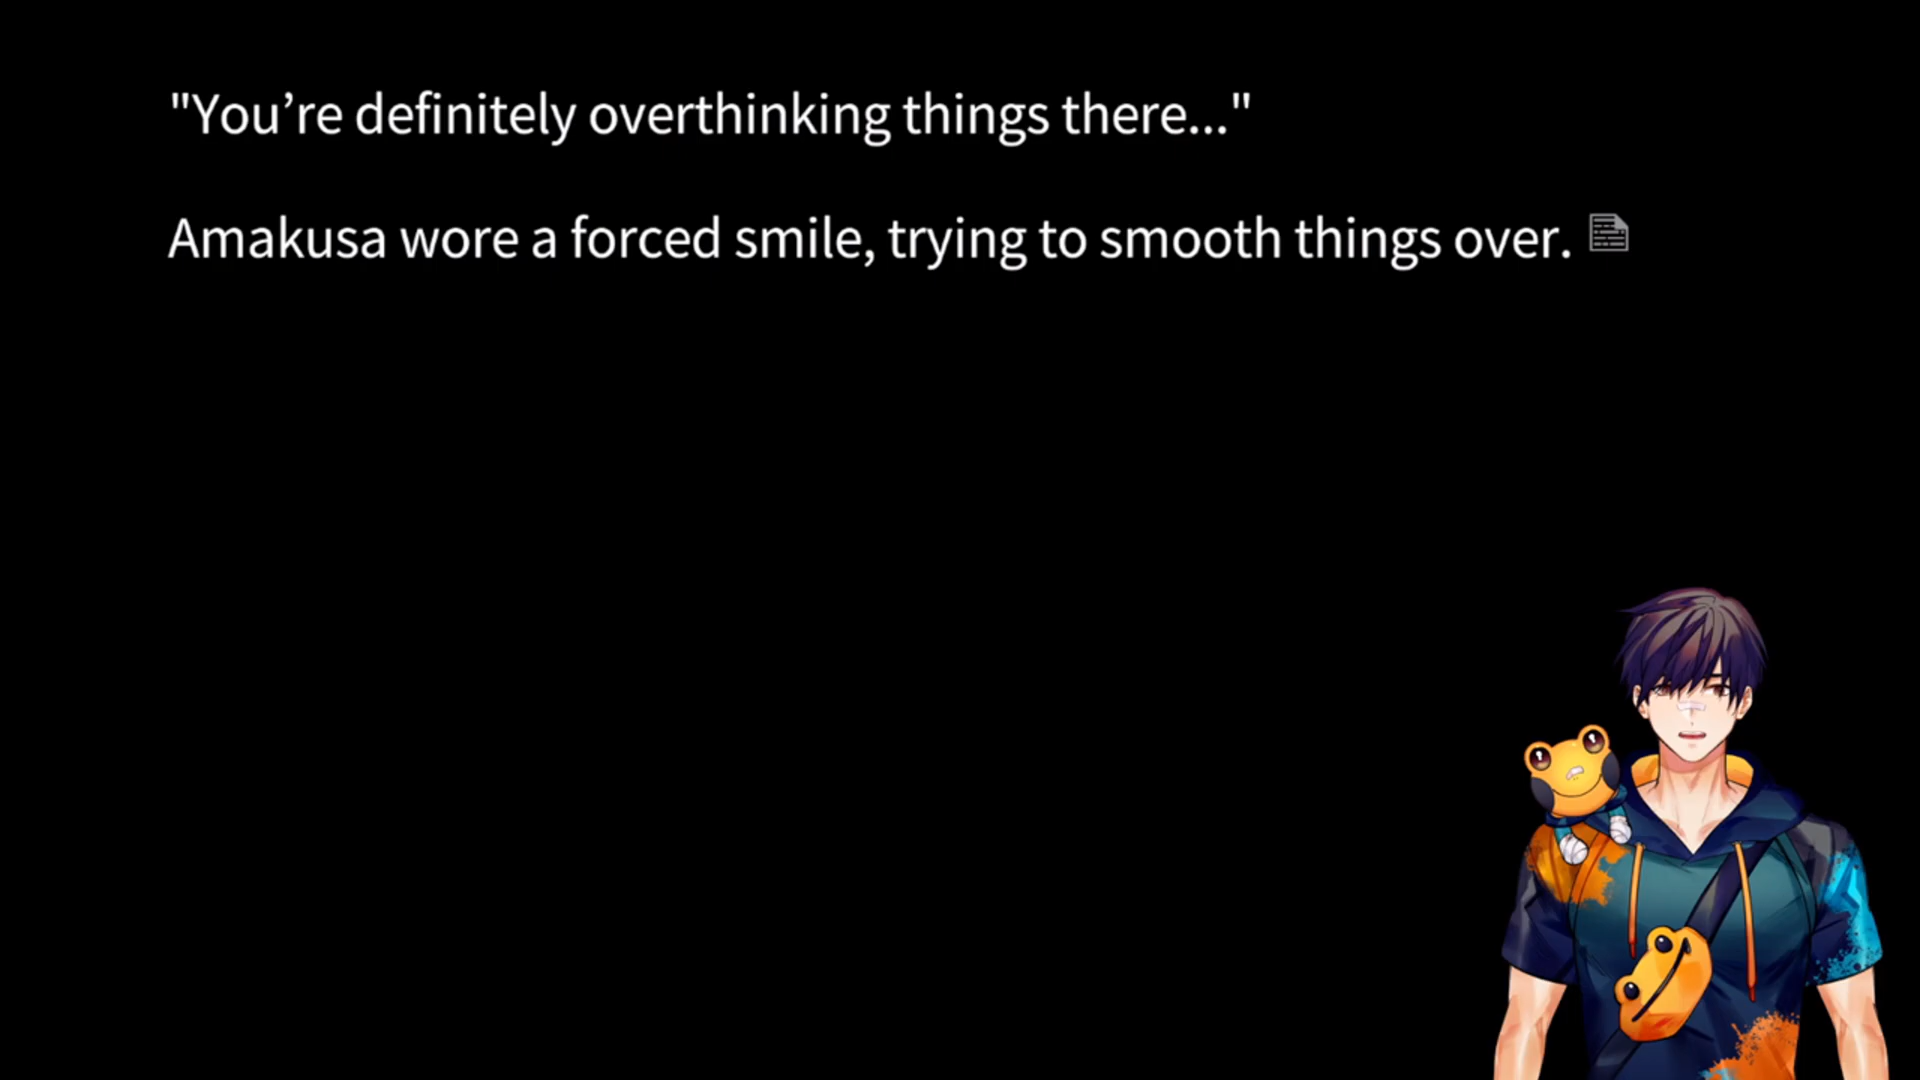 "You’re definitely overthinking things there..."
Amakusa wore a forced smile, trying to smooth things over.